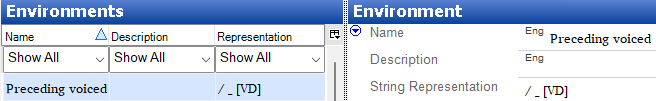 Environments
Name Description Representation
Show All Show All Show All
Preceding voiced / _ [VD]
Environment
Name Eng Preceding voiced
Description Eng
String Representation / _ [VD]